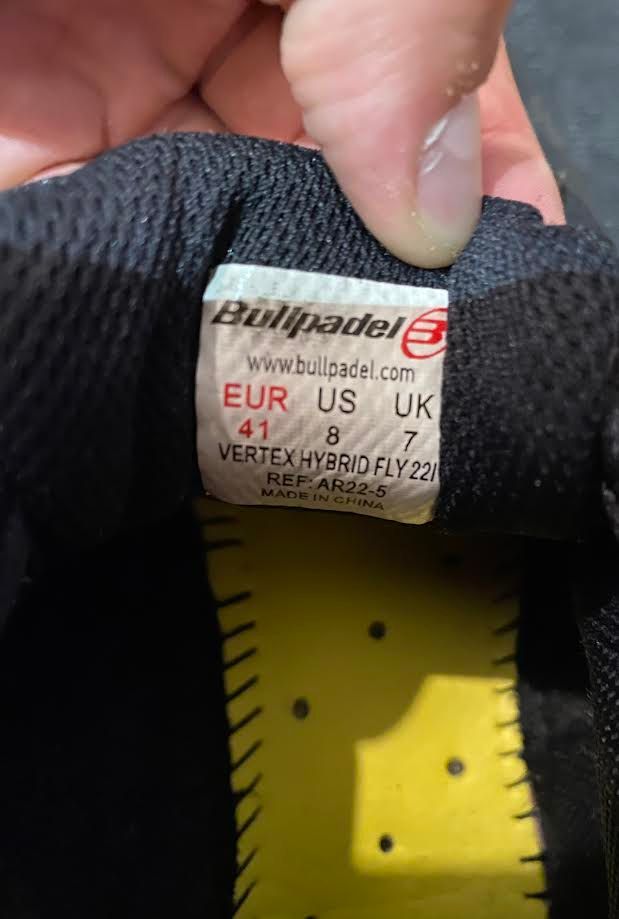 Bullpadel B
www.bullpadel.com
EUR US UK
41 8 7
VERTEX HYBRID FLY 22I
REF: AR22-5
MADE IN CHINA